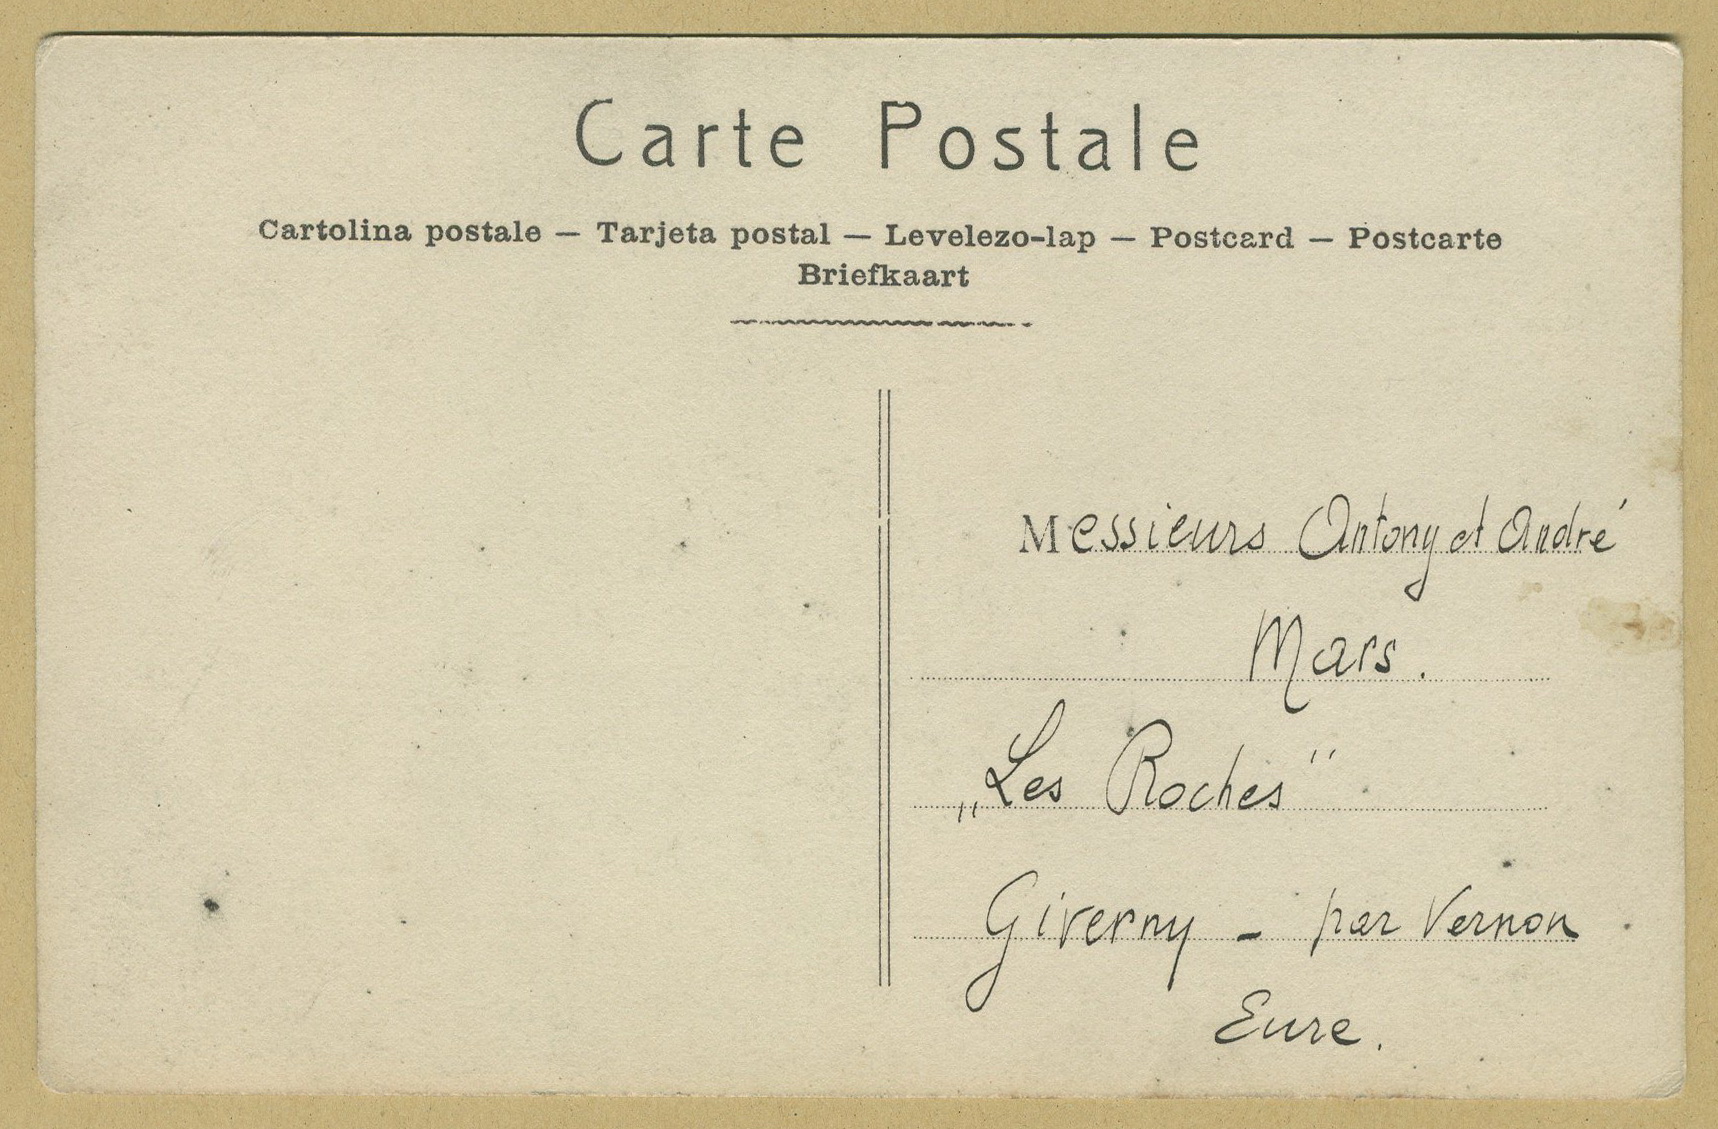 Carte Postale
Cartolina postale — Tarjeta postal — Levelezo-lap — Postcard — Postcarte
Briefkaart
Messieurs Antony et André
Mars.
„Les Roches"
Giverny - par Vernon
Eure.